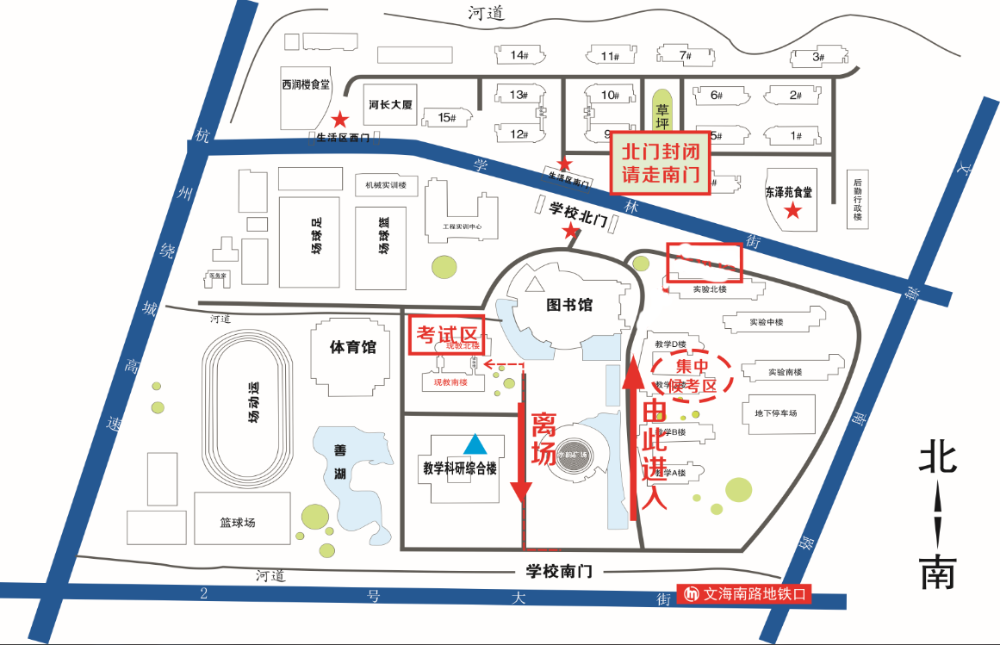 河道
14#
11#
7#
3#
西润楼食堂
河长大厦
13#
10#
草坪
6#
2#
15#
12#
9
5#
1#
生活区西门
北门封闭
请走南门
#
杭州绕城高速
学林街
文海南路
生活区南门
学校北门
东泽苑食堂
后勤行政楼
机械实训楼
场球足
场球篮
工程实训中心
医务室
河道
图书馆
实验北楼
实验中楼
考试区
现教北楼
现教南楼
体育馆
教学D楼
集中
候考区
实验南楼
地下停车场
场动运
善湖
离场
由此进入
教学B楼
教学科研综合楼
教学A楼
篮球场
北
南
学校南门
河道
2号大街
文海南路地铁口